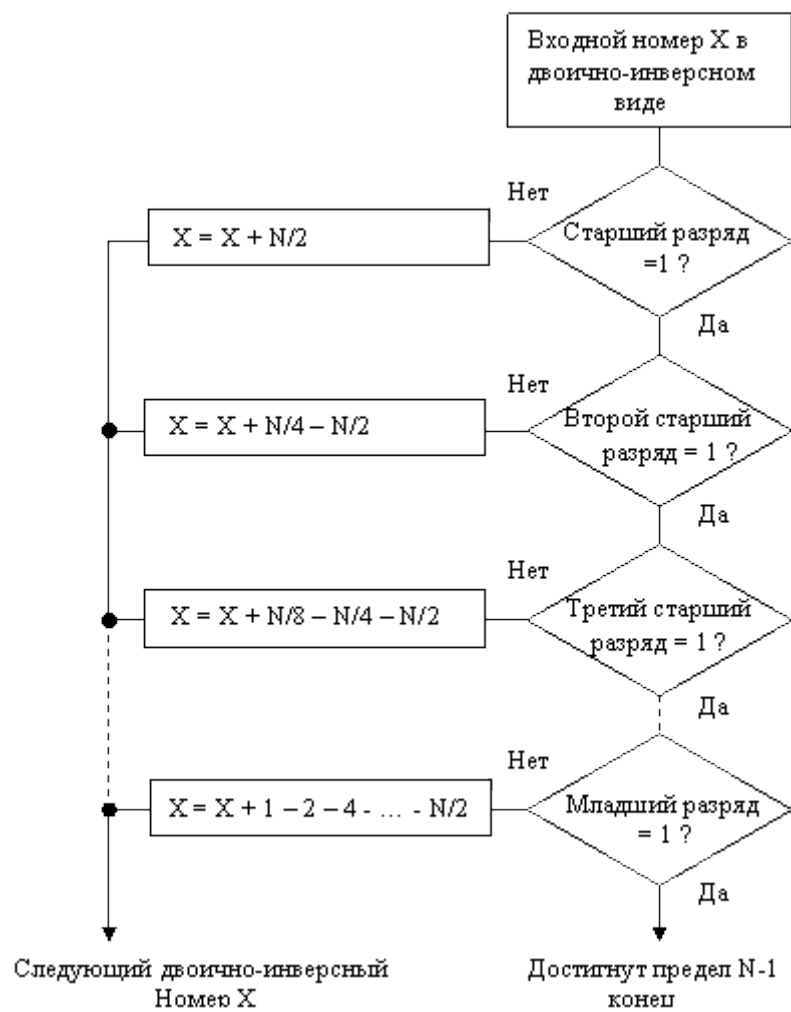 Входной номер X в
двоично-инверсном
виде
Нет
X = X + N/2
Старший разряд
=1 ?
Да
Нет
X = X + N/4 – N/2
Второй старший
разряд = 1 ?
Да
Нет
X = X + N/8 – N/4 – N/2
Третий старший
разряд = 1 ?
Да
Нет
X = X + 1 – 2 – 4 - ... - N/2
Младший разряд
= 1 ?
Да
Следующий двоично-инверсный
Номер X
Достигнут предел N-1
конец